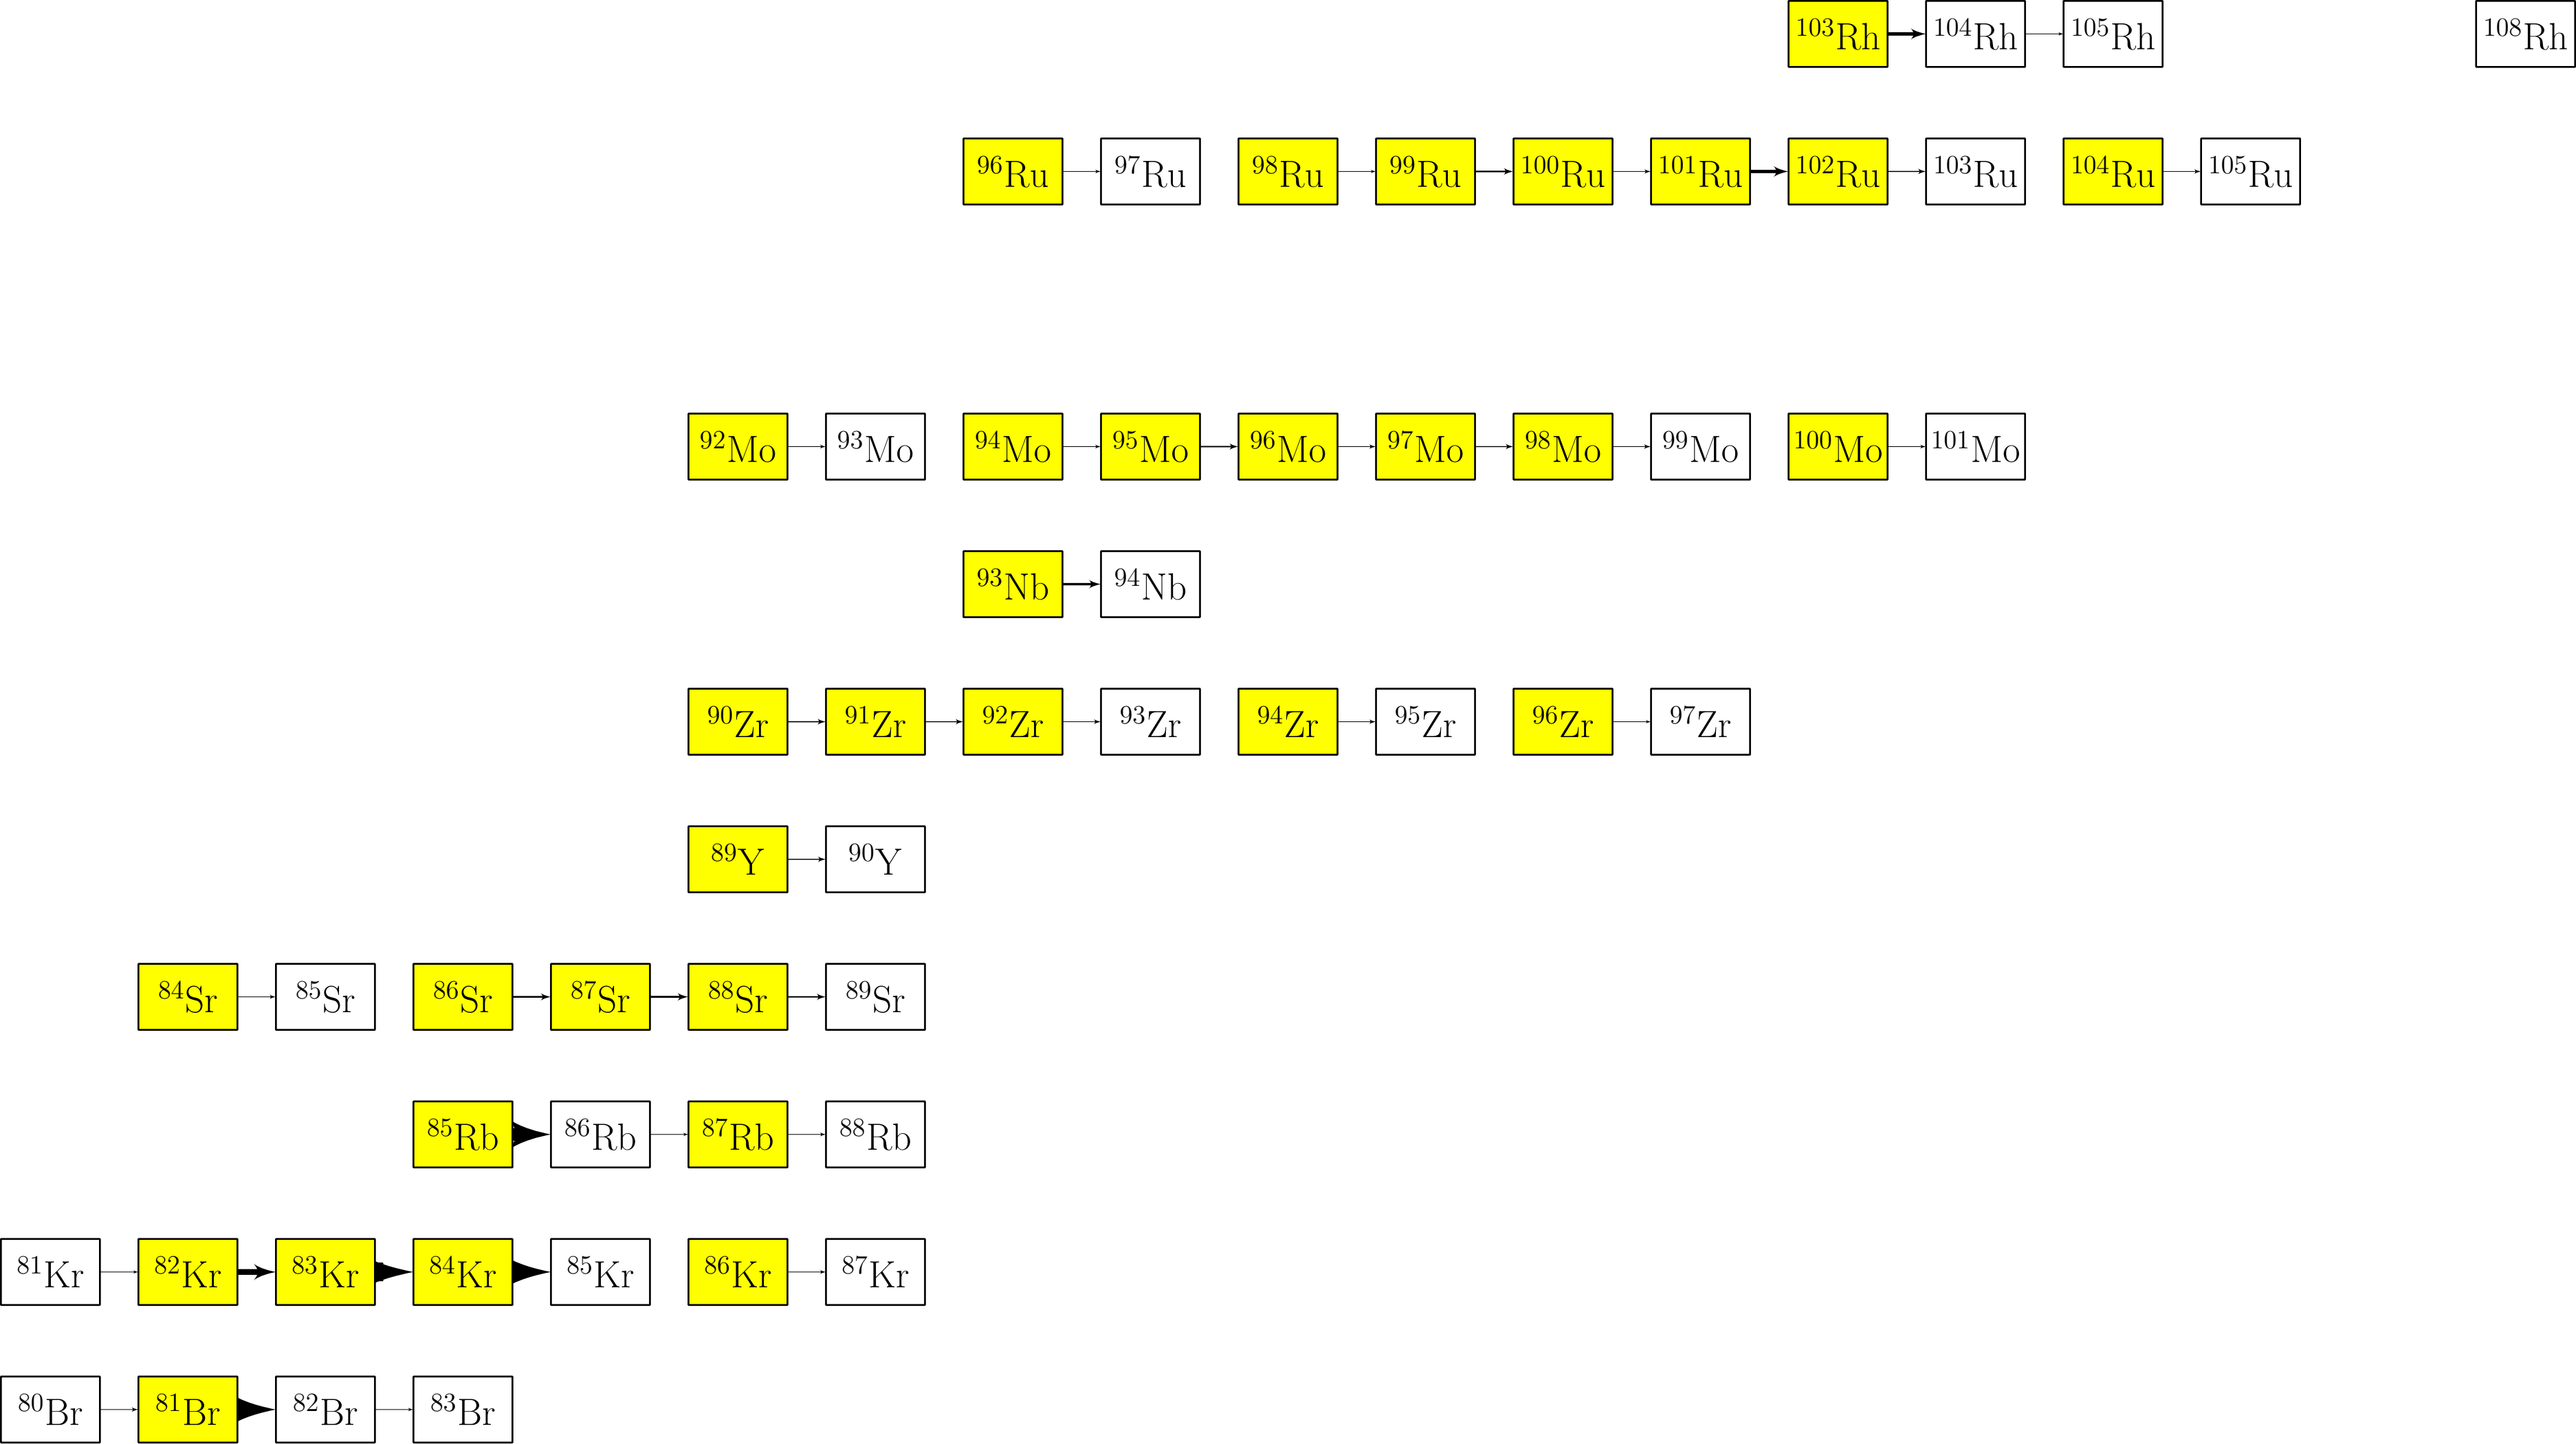 ¹⁰³Rh ¹⁰⁴Rh ¹⁰⁵Rh ¹⁰⁸Rh
⁹⁶Ru ⁹⁷Ru ⁹⁸Ru ⁹⁹Ru ¹⁰⁰Ru ¹⁰¹Ru ¹⁰²Ru ¹⁰³Ru ¹⁰⁴Ru ¹⁰⁵Ru
⁹²Mo ⁹³Mo ⁹⁴Mo ⁹⁵Mo ⁹⁶Mo ⁹⁷Mo ⁹⁸Mo ⁹⁹Mo ¹⁰⁰Mo ¹⁰¹Mo
⁹³Nb ⁹⁴Nb
⁹⁰Zr ⁹¹Zr ⁹²Zr ⁹³Zr ⁹⁴Zr ⁹⁵Zr ⁹⁶Zr ⁹⁷Zr
⁸⁹Y ⁹⁰Y
⁸⁴Sr ⁸⁵Sr ⁸⁶Sr ⁸⁷Sr ⁸⁸Sr ⁸⁹Sr
⁸⁵Rb ⁸⁶Rb ⁸⁷Rb ⁸⁸Rb
⁸¹Kr ⁸²Kr ⁸³Kr ⁸⁴Kr ⁸⁵Kr ⁸⁶Kr ⁸⁷Kr
⁸⁰Br ⁸¹Br ⁸²Br ⁸³Br